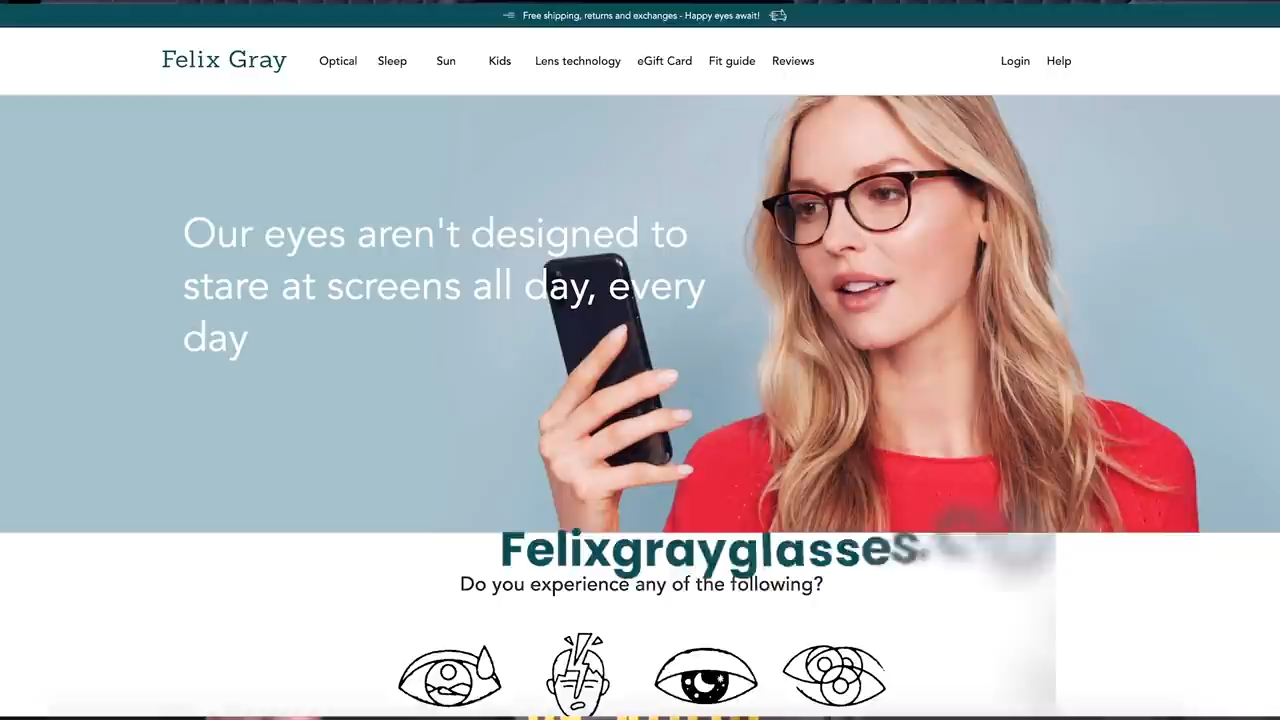 Free shipping, returns and exchanges - Happy eyes await!
Felix Gray
Optical Sleep Sun Kids Lens technology eGift Card Fit guide Reviews Login Help
Our eyes aren't designed to
stare at screens all day, every
day
Felixgrayglasses.
Do you experience any of the following?